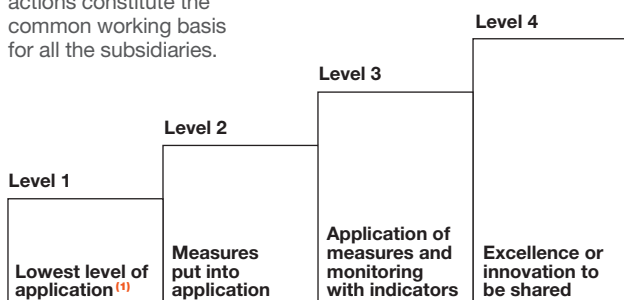 actions constitute the
common working basis
for all the subsidiaries.
Level 1
Lowest level of
application (1)
Level 2
Measures
put into
application
Level 3
Application of
measures and
monitoring
with indicators
Level 4
Excellence or
innovation to
be shared